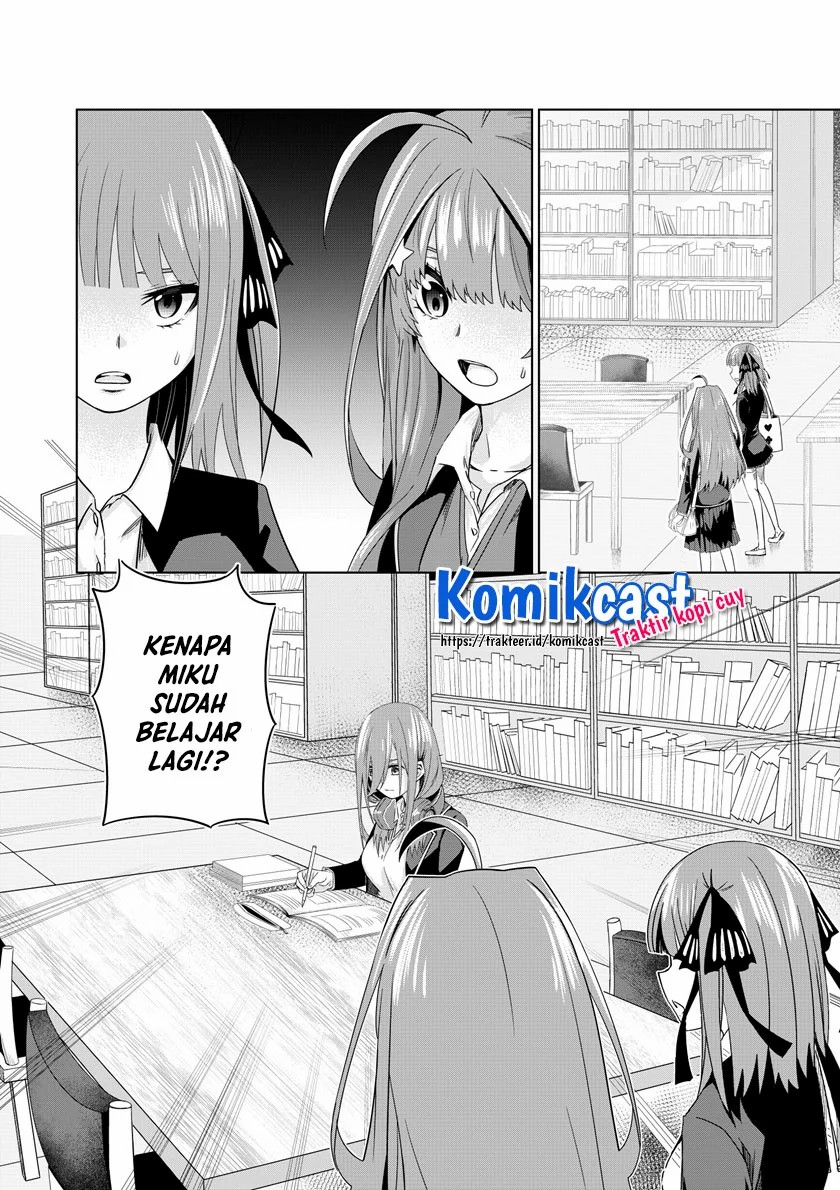 Komikcast
Traktir kopi cuy
https://trakteer.id/komikcast
KENAPA
MIKU
SUDAH
BELAJAR
LAGI!?